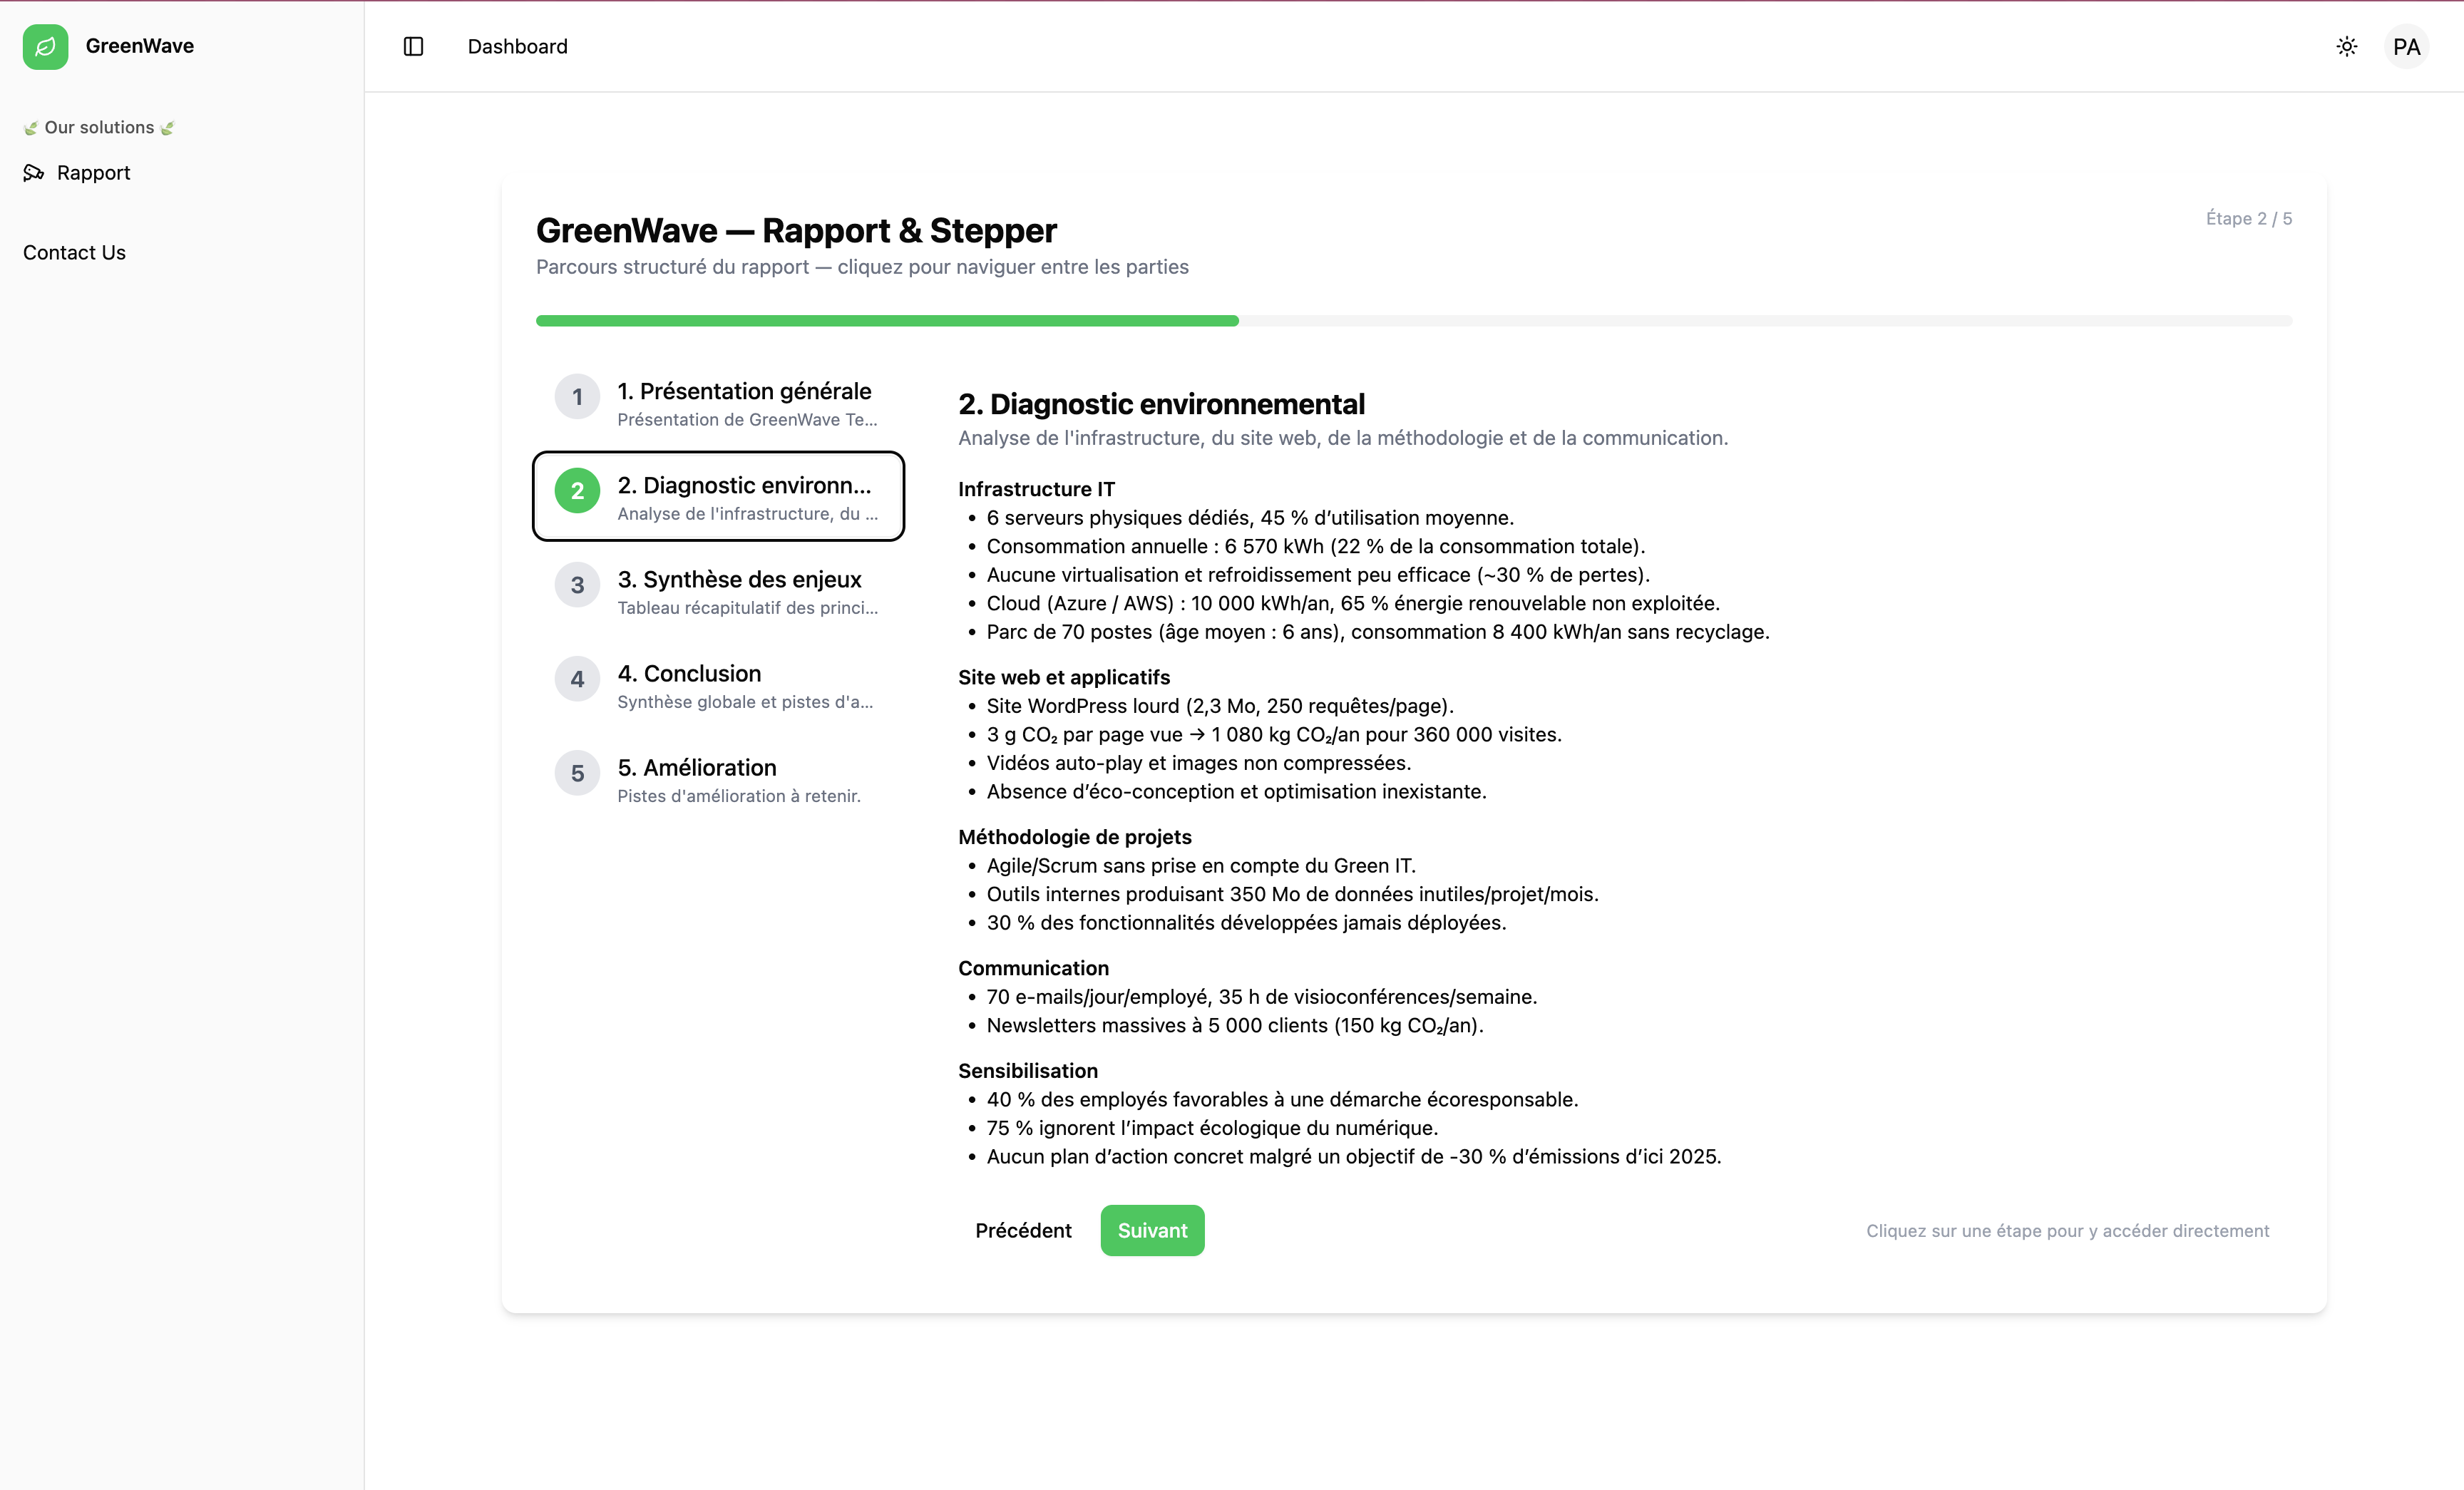 GreenWave
Dashboard
PA
🍃 Our solutions 🍃
Rapport
Contact Us
GreenWave — Rapport & Stepper
Étape 2 / 5
Parcours structuré du rapport — cliquez pour naviguer entre les parties
1
1. Présentation générale
Présentation de GreenWave Te...
2
2. Diagnostic environn...
Analyse de l'infrastructure, du ...
3
3. Synthèse des enjeux
Tableau récapitulatif des princi...
4
4. Conclusion
Synthèse globale et pistes d'a...
5
5. Amélioration
Pistes d'amélioration à retenir.
2. Diagnostic environnemental
Analyse de l'infrastructure, du site web, de la méthodologie et de la communication.
Infrastructure IT
• 6 serveurs physiques dédiés, 45 % d’utilisation moyenne.
• Consommation annuelle : 6 570 kWh (22 % de la consommation totale).
• Aucune virtualisation et refroidissement peu efficace (~30 % de pertes).
• Cloud (Azure / AWS) : 10 000 kWh/an, 65 % énergie renouvelable non exploitée.
• Parc de 70 postes (âge moyen : 6 ans), consommation 8 400 kWh/an sans recyclage.
Site web et applicatifs
• Site WordPress lourd (2,3 Mo, 250 requêtes/page).
• 3 g CO₂ par page vue → 1 080 kg CO₂/an pour 360 000 visites.
• Vidéos auto-play et images non compressées.
• Absence d’éco-conception et optimisation inexistante.
Méthodologie de projets
• Agile/Scrum sans prise en compte du Green IT.
• Outils internes produisant 350 Mo de données inutiles/projet/mois.
• 30 % des fonctionnalités développées jamais déployées.
Communication
• 70 e-mails/jour/employé, 35 h de visioconférences/semaine.
• Newsletters massives à 5 000 clients (150 kg CO₂/an).
Sensibilisation
• 40 % des employés favorables à une démarche écoresponsable.
• 75 % ignorent l’impact écologique du numérique.
• Aucun plan d’action concret malgré un objectif de -30 % d’émissions d’ici 2025.
Précédent
Suivant
Cliquez sur une étape pour y accéder directement